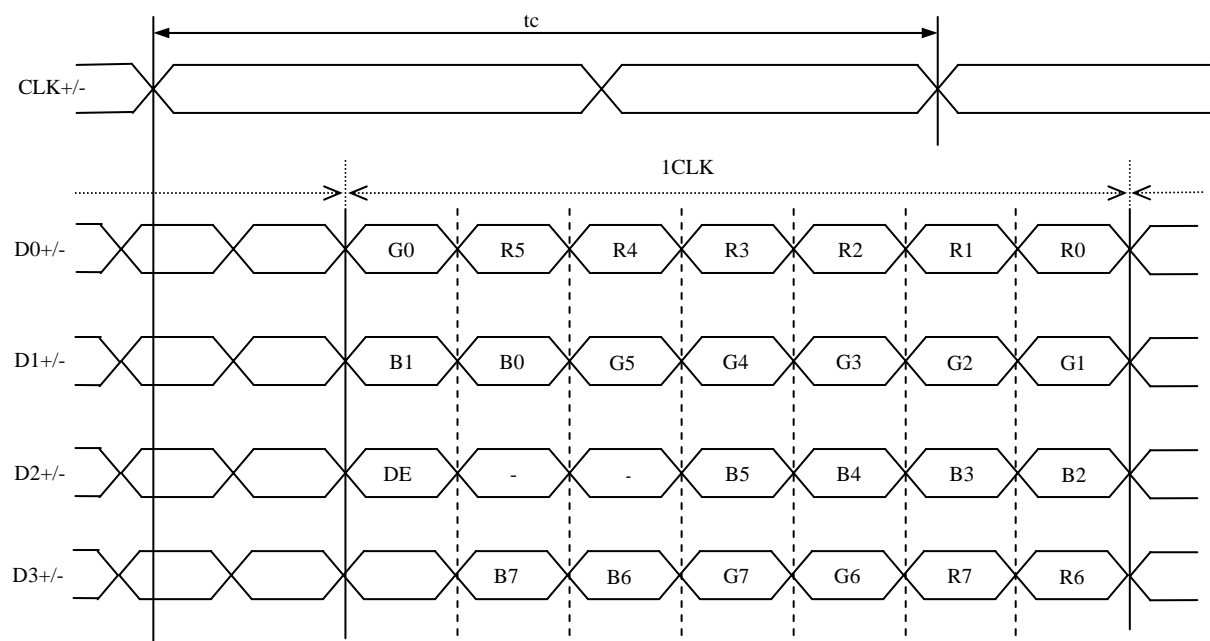 tc
CLK+/-
1CLK
D0+/- G0 R5 R4 R3 R2 R1 R0
D1+/- B1 B0 G5 G4 G3 G2 G1
D2+/- DE - - B5 B4 B3 B2
D3+/- B7 B6 G7 G6 R7 R6